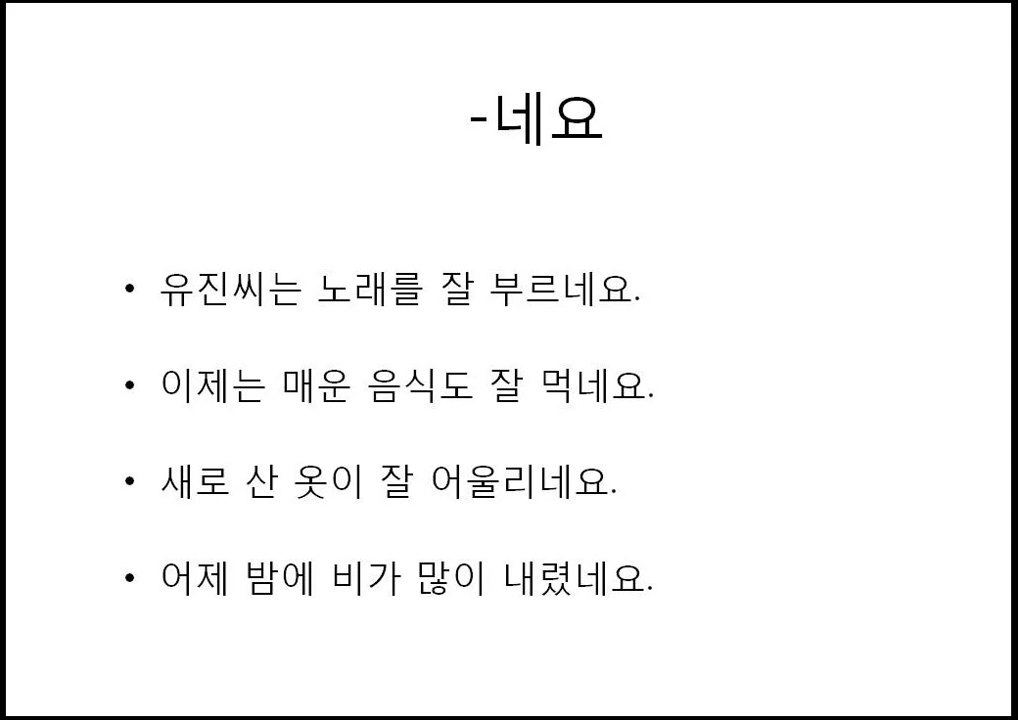 -네요
• 유진씨는 노래를 잘 부르네요.
• 이제는 매운 음식도 잘 먹네요.
• 새로 산 옷이 잘 어울리네요.
• 어제 밤에 비가 많이 내렸네요.